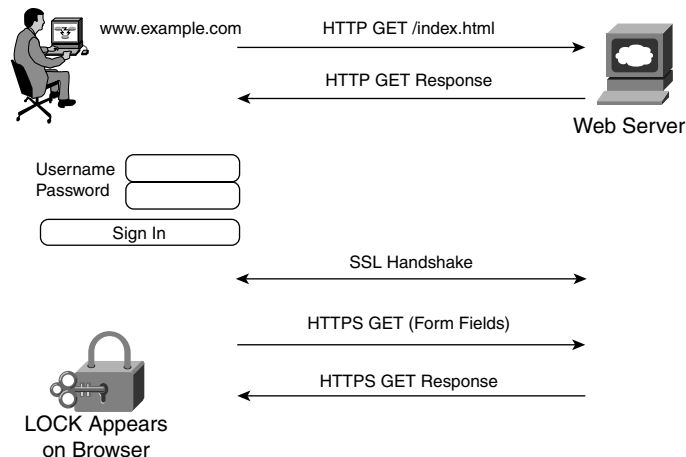 www.example.com
HTTP GET /index.html
HTTP GET Response
Web Server
Username
Password
Sign In
SSL Handshake
HTTPS GET (Form Fields)
HTTPS GET Response
LOCK Appears
on Browser